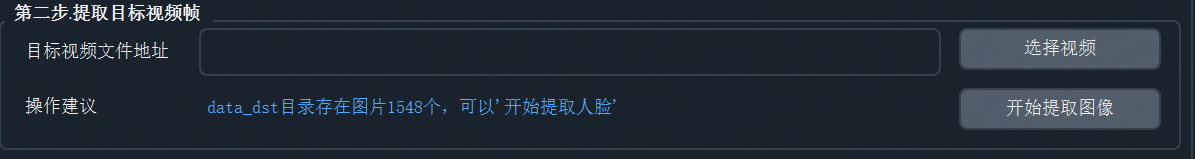 第二步.提取目标视频帧
目标视频文件地址
选择视频
操作建议
data_dst目录存在图片1548个，可以'开始提取人脸'
开始提取图像